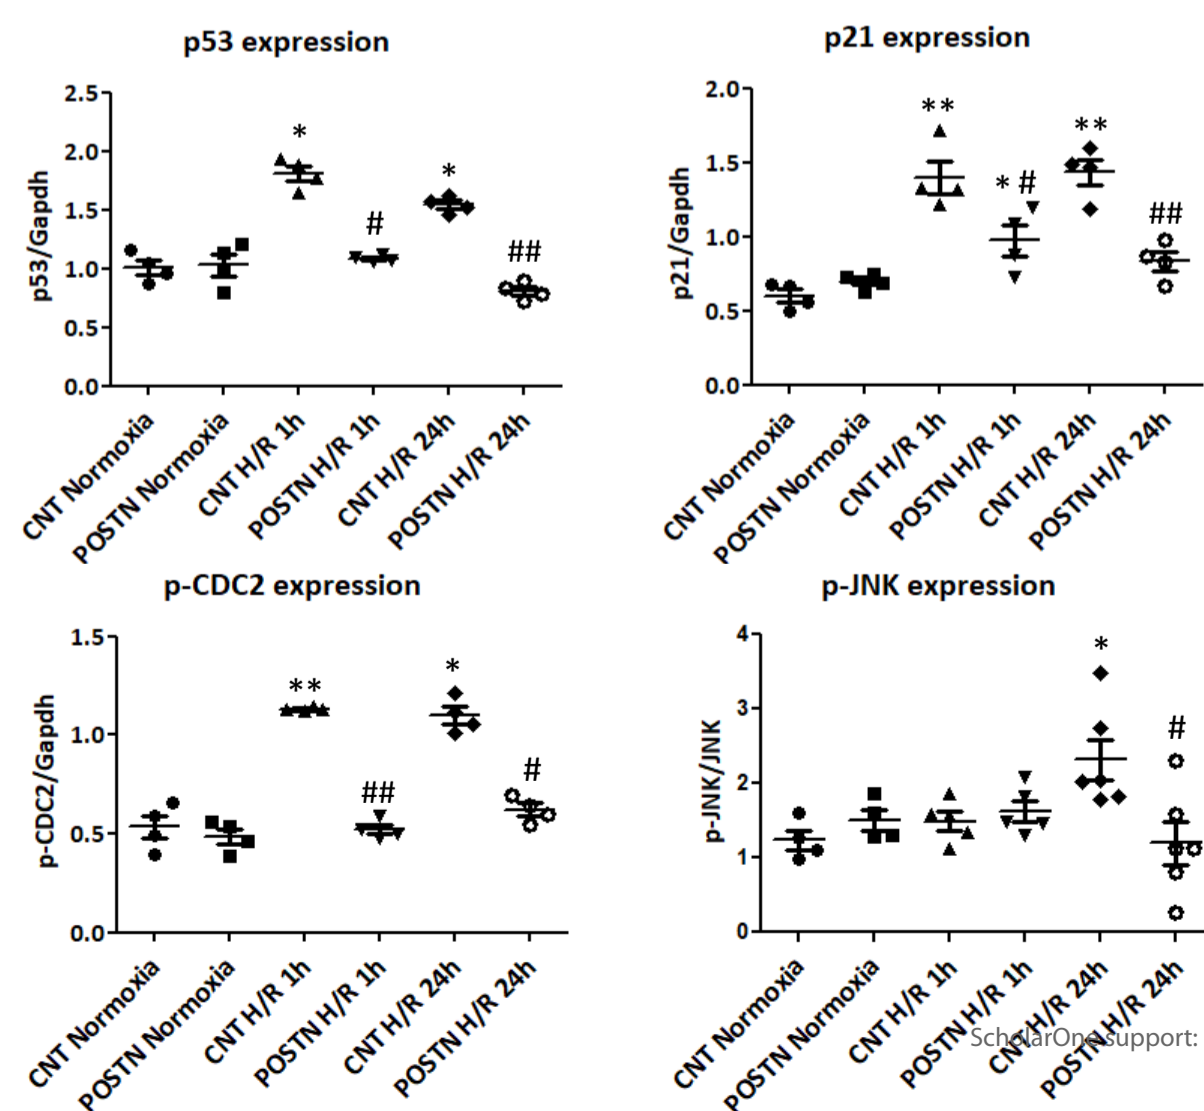 p53 expression
p53/Gapdh
2.5
2.0
1.5
1.0
0.5
0.0
*
#
*
##
CNT Normoxia
POSTN Normoxia
CNT H/R 1h
POSTN H/R 1h
CNT H/R 24h
POSTN H/R 24h
p21 expression
p21/Gapdh
2.0
1.5
1.0
0.5
0.0
**
* #
**
##
CNT Normoxia
POSTN Normoxia
CNT H/R 1h
POSTN H/R 1h
CNT H/R 24h
POSTN H/R 24h
p-CDC2 expression
p-CDC2/Gapdh
1.5
1.0
0.5
0.0
**
##
*
#
CNT Normoxia
POSTN Normoxia
CNT H/R 1h
POSTN H/R 1h
CNT H/R 24h
POSTN H/R 24h
p-JNK expression
p-JNK/JNK
4
3
2
1
0
*
#
CNT Normoxia
POSTN Normoxia
CNT H/R 1h
POSTN H/R 1h
CNT H/R 24h
POSTN H/R 24h
ScholarOne support: